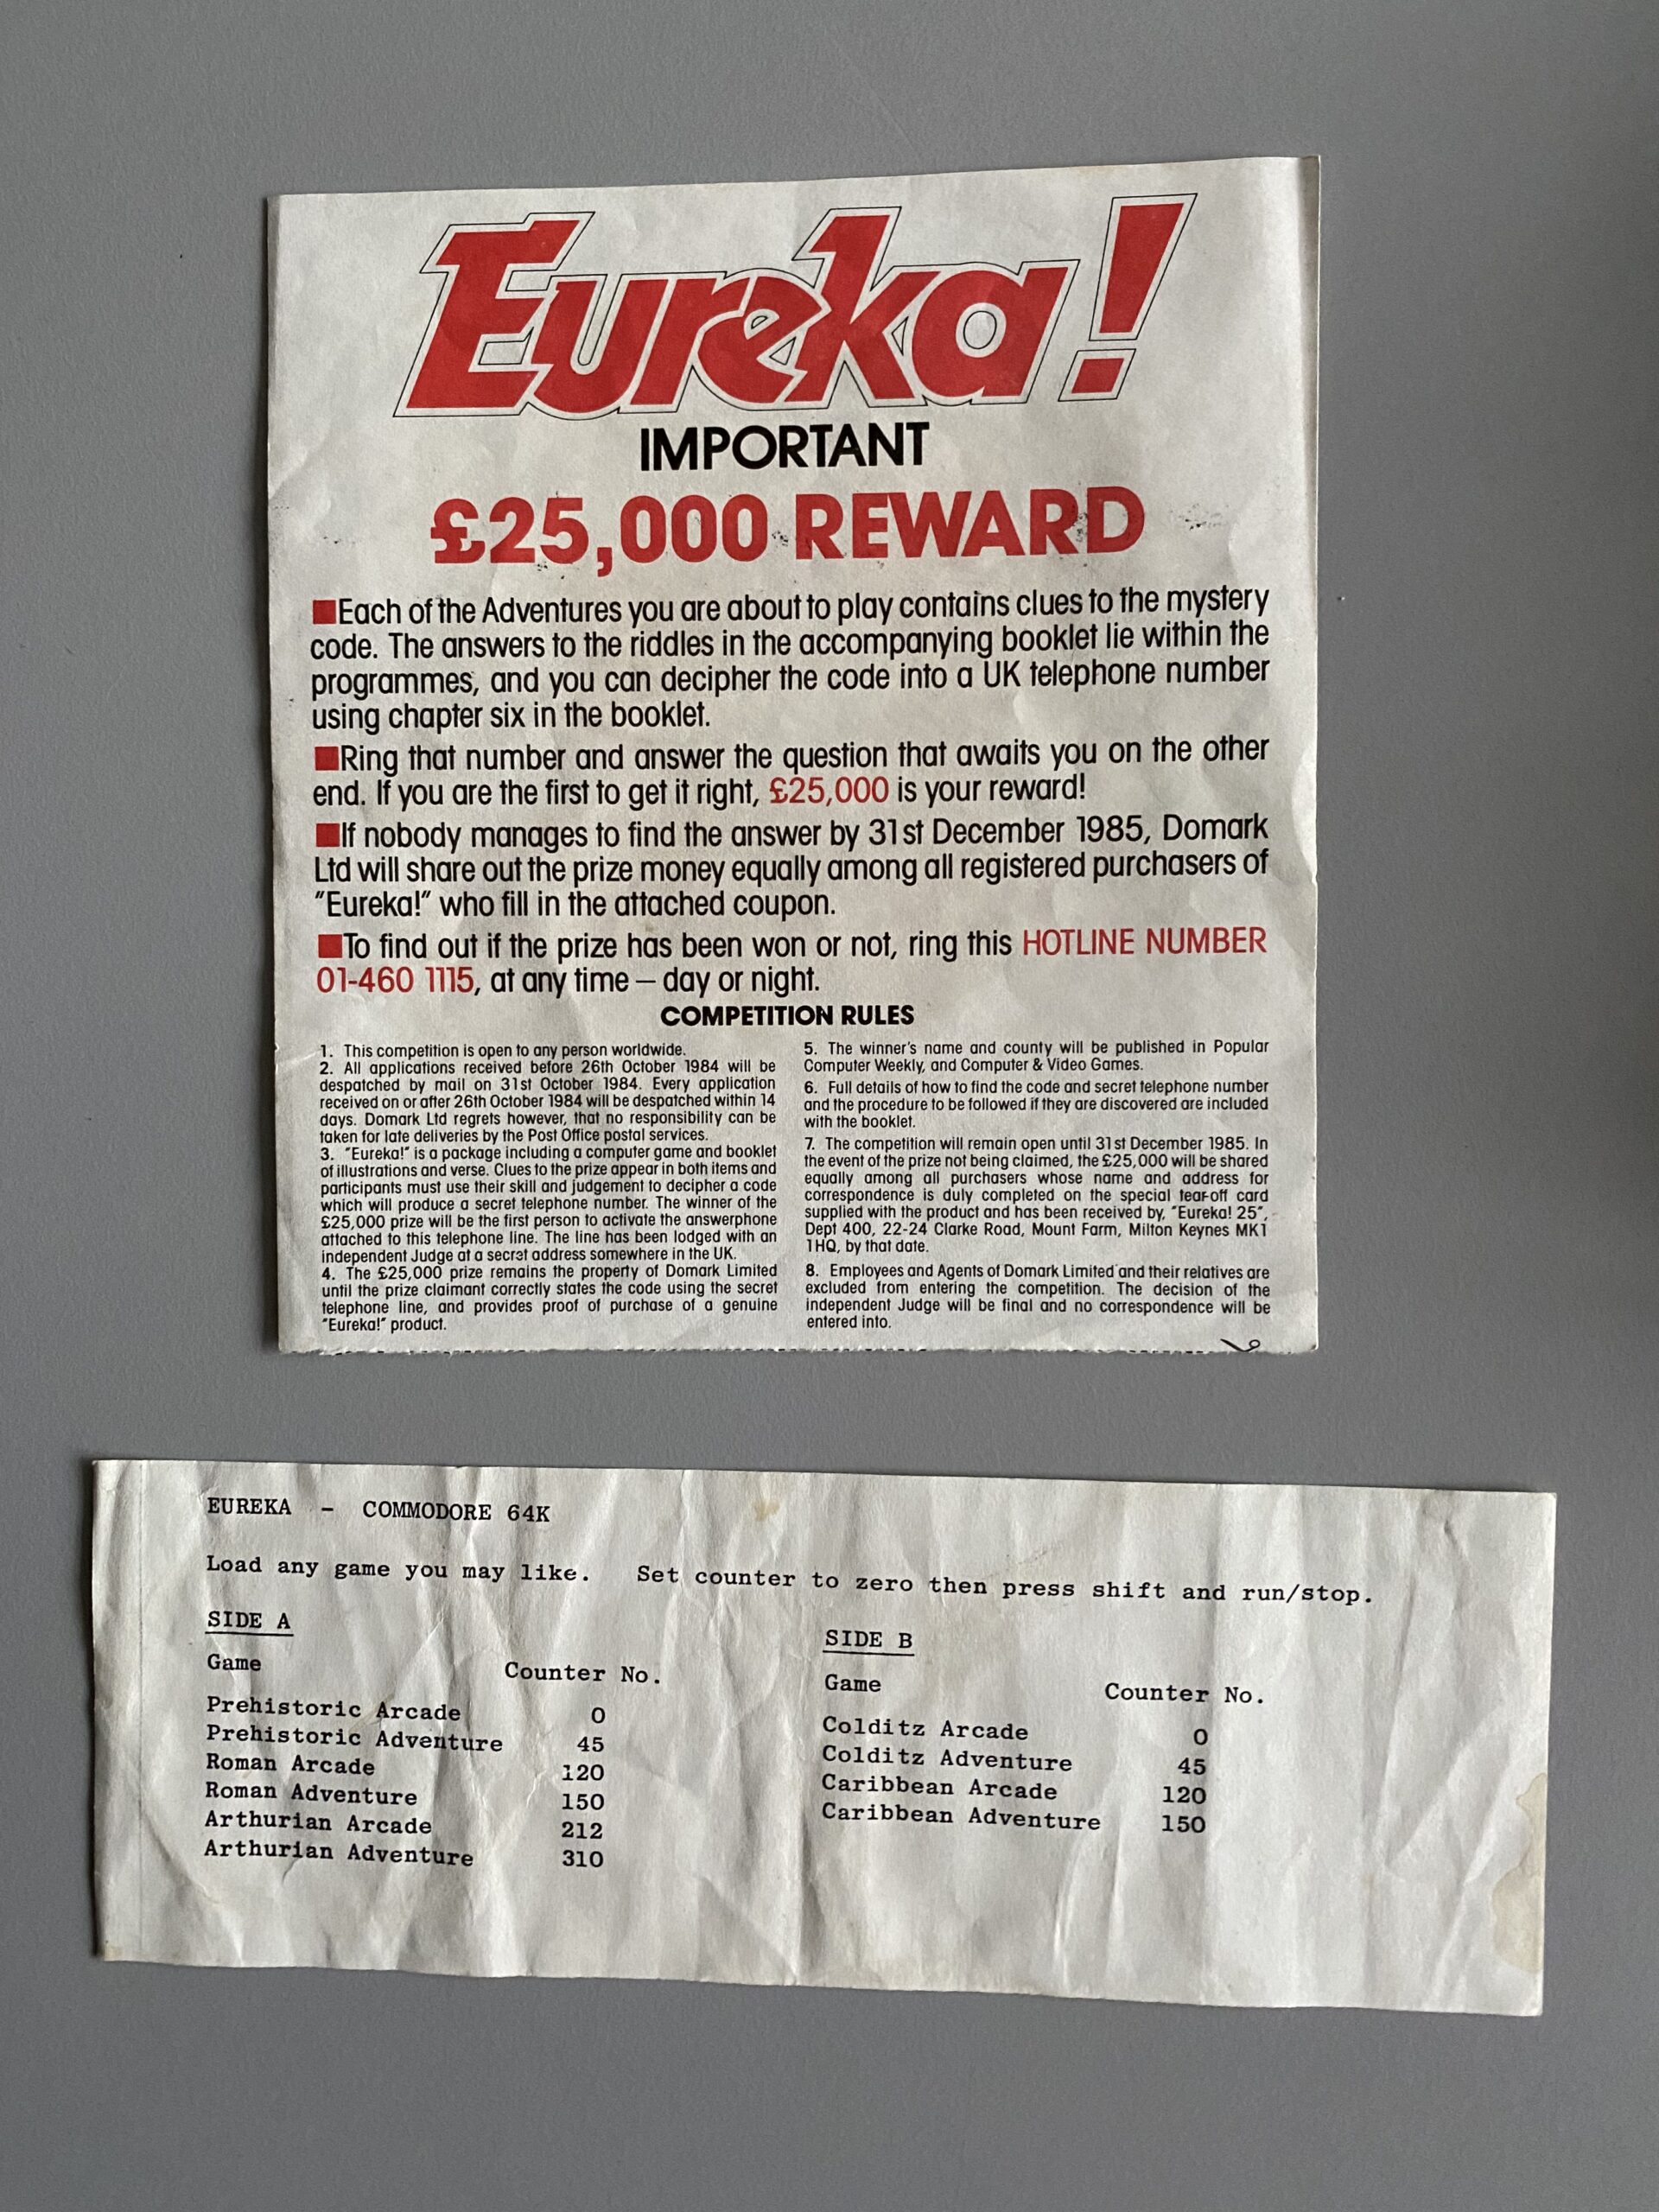 Eureka!
IMPORTANT
£25,000 REWARD
■Each of the Adventures you are about to play contains clues to the mystery
code. The answers to the riddles in the accompanying booklet lie within the
programmes, and you can decipher the code into a UK telephone number
using chapter six in the booklet.
■Ring that number and answer the question that awaits you on the other
end. If you are the first to get it right, £25,000 is your reward!
■If nobody manages to find the answer by 31st December 1985, Domark
Ltd will share out the prize money equally among all registered purchasers of
"Eureka!" who fill in the attached coupon.
■To find out if the prize has been won or not, ring this HOTLINE NUMBER
01-460 1115, at any time – day or night.
COMPETITION RULES
1. This competition is open to any person worldwide.
2. All applications received before 26th October 1984 will be
despatched by mail on 31st October 1984. Every application
received on or after 26th October 1984 will be despatched within 14
days. Domark Ltd regrets however, that no responsibility can be
taken for late deliveries by the Post Office postal services.
3. "Eureka!" is a package including a computer game and booklet
of illustrations and verse. Clues to the prize appear in both items and
participants must use their skill and judgement to decipher a code
which will produce a secret telephone number. The winner of the
£25,000 prize will be the first person to activate the answerphone
attached to this telephone line. The line has been lodged with an
independent Judge at a secret address somewhere in the UK.
4. The £25,000 prize remains the property of Domark Limited
until the prize claimant correctly states the code using the secret
telephone line, and provides proof of purchase of a genuine
"Eureka!" product.
5. The winner's name and county will be published in Popular
Computer Weekly, and Computer & Video Games.
6. Full details of how to find the code and secret telephone number
and the procedure to be followed if they are discovered are included
with the booklet.
7. The competition will remain open until 31st December 1985. In
the event of the prize not being claimed, the £25,000 will be shared
equally among all purchasers whose name and address for
correspondence is duly completed on the special tear-off card
supplied with the product and has been received by, "Eureka! 25",
Dept 400, 22-24 Clarke Road, Mount Farm, Milton Keynes MK1
1HQ, by that date.
8. Employees and Agents of Domark Limited and their relatives are
excluded from entering the competition. The decision of the
independent Judge will be final and no correspondence will be
entered into.
EUREKA - COMMODORE 64K
Load any game you may like. Set counter to zero then press shift and run/stop.
SIDE A
Game Counter No.
Prehistoric Arcade 0
Prehistoric Adventure 45
Roman Arcade 120
Roman Adventure 150
Arthurian Arcade 212
Arthurian Adventure 310
SIDE B
Game Counter No.
Colditz Arcade 0
Colditz Adventure 45
Caribbean Arcade 120
Caribbean Adventure 150